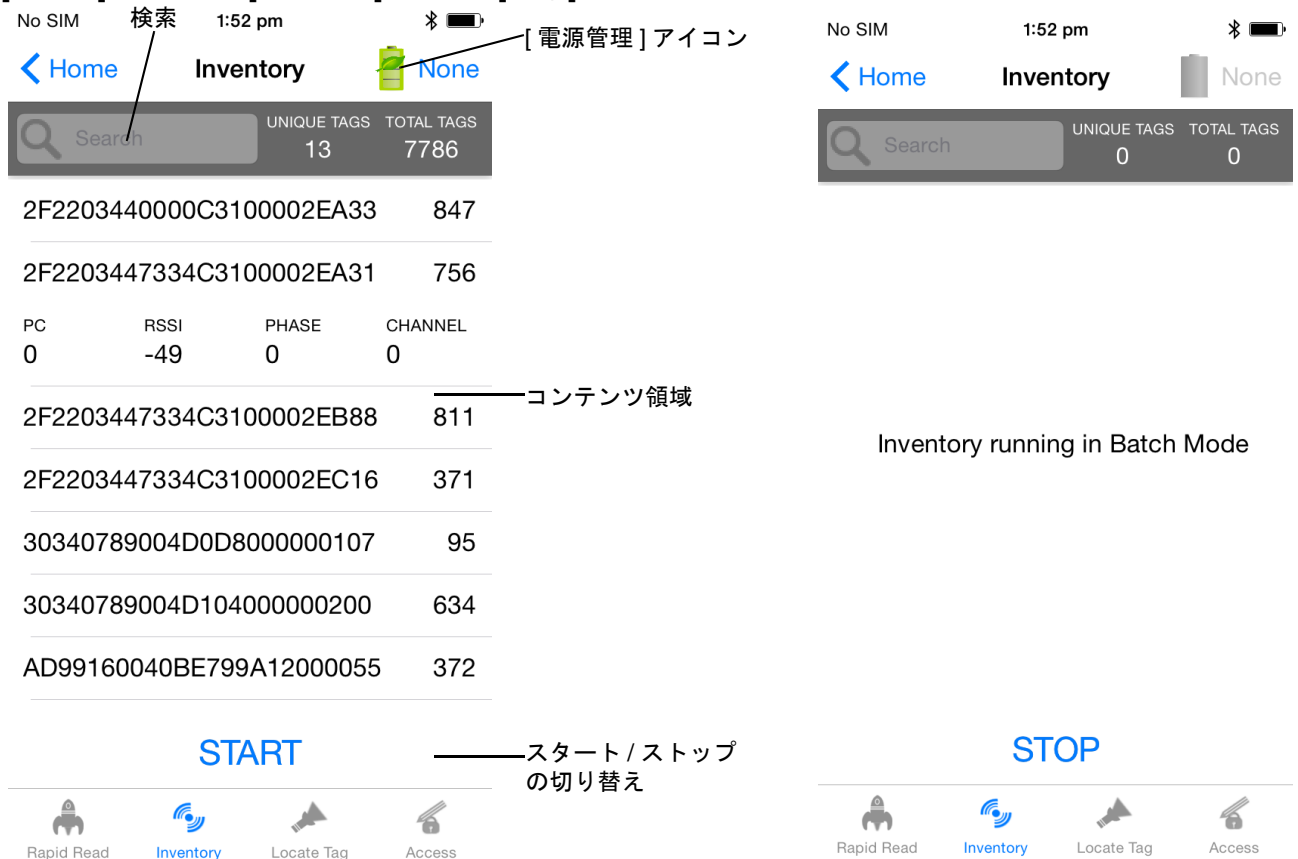 No SIM 1:52 pm
検索
[ 電源管理 ] アイコン
Home Inventory None
Search
UNIQUE TAGS TOTAL TAGS
13 7786
2F2203440000C3100002EA33 847
2F2203447334C3100002EA31 756
PC RSSI PHASE CHANNEL
0 -49 0 0
コンテンツ領域
2F2203447334C3100002EB88 811
2F2203447334C3100002EC16 371
30340789004D0D8000000107 95
30340789004D104000000200 634
AD99160040BE799A12000055 372
START
スタート / ストップ
の切り替え
Rapid Read Inventory Locate Tag Access
No SIM 1:52 pm
Home Inventory None
Search
UNIQUE TAGS TOTAL TAGS
0 0
Inventory running in Batch Mode
STOP
Rapid Read Inventory Locate Tag Access